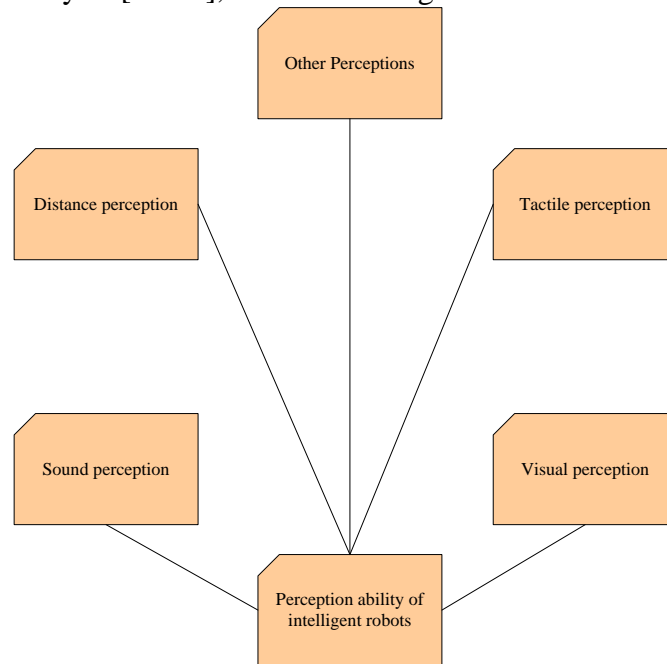 Other Perceptions
Distance perception
Tactile perception
Sound perception
Visual perception
Perception ability of
intelligent robots